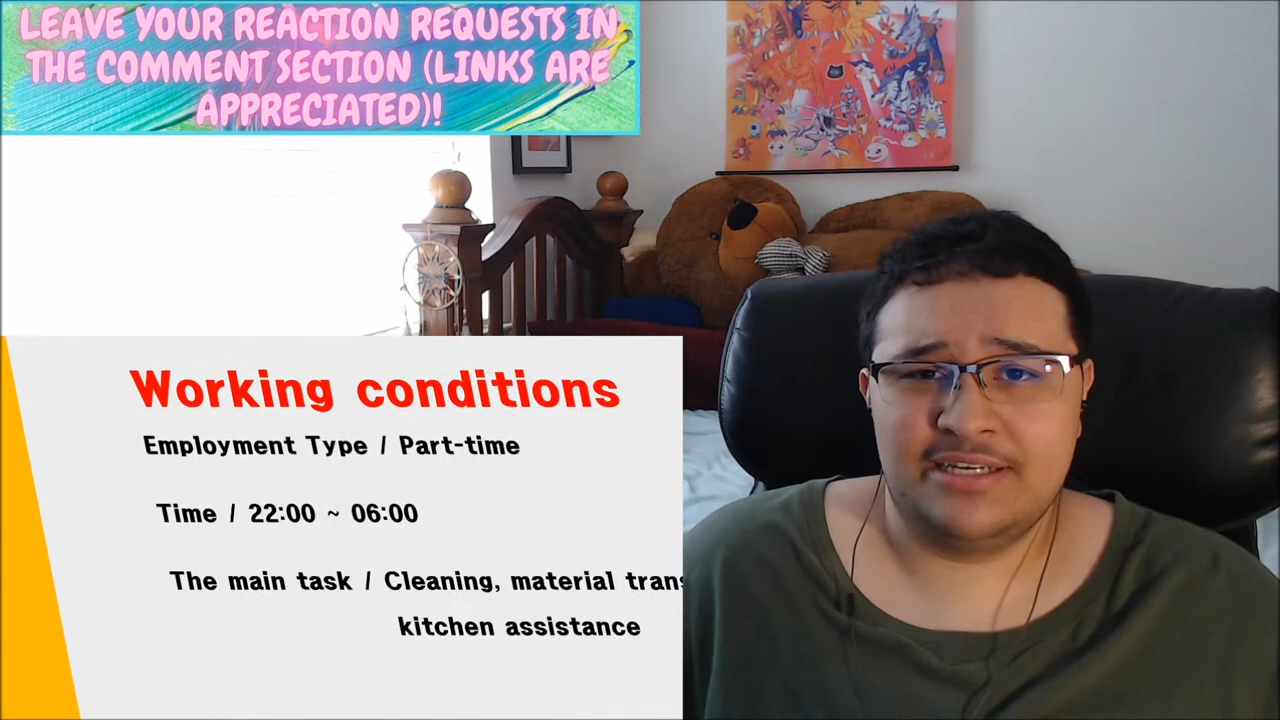 LEAVE YOUR REACTION REQUESTS IN
THE COMMENT SECTION (LINKS ARE
APPRECIATED)!
Working conditions
Employment Type / Part-time
Time / 22:00 ~ 06:00
The main task / Cleaning, material
kitchen assistance